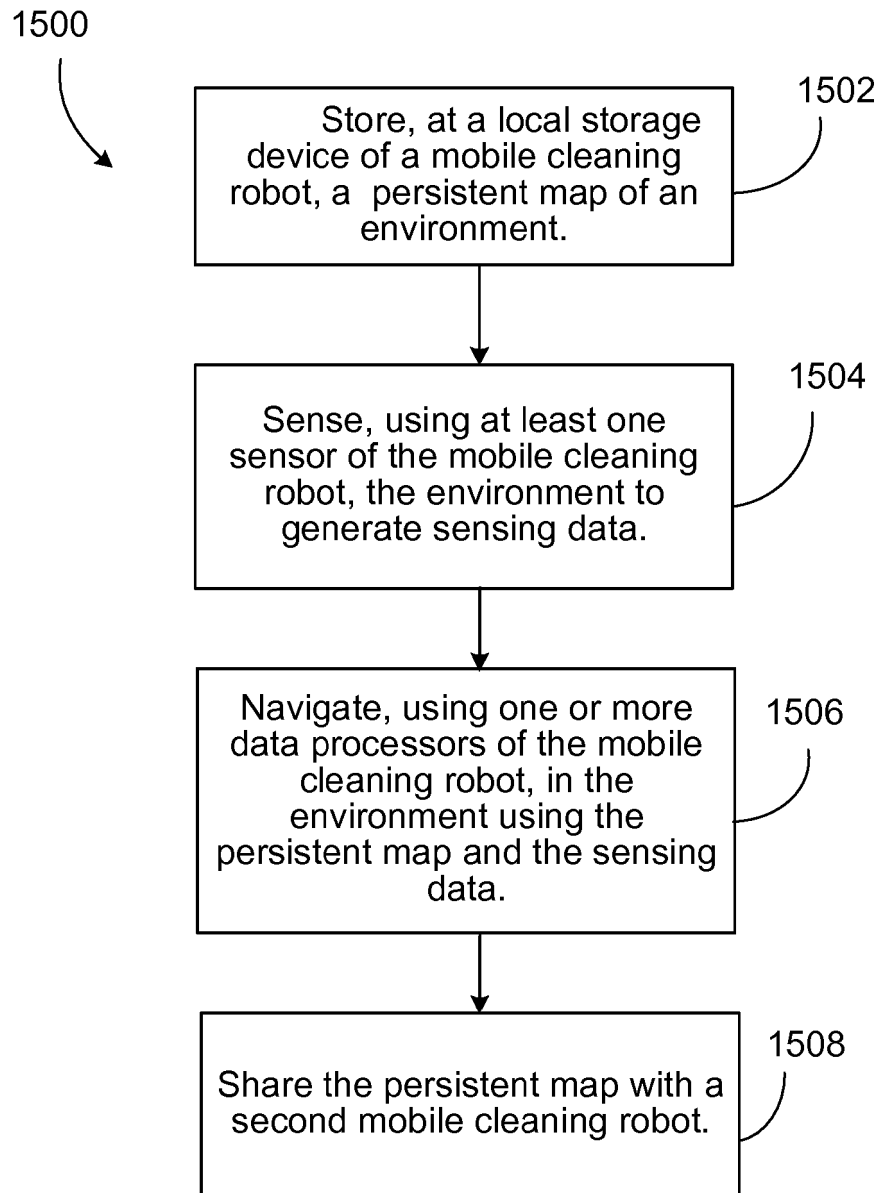 1500
1502
Store, at a local storage
device of a mobile cleaning
robot, a persistent map of an
environment.
1504
Sense, using at least one
sensor of the mobile cleaning
robot, the environment to
generate sensing data.
1506
Navigate, using one or more
data processors of the mobile
cleaning robot, in the
environment using the
persistent map and the sensing
data.
1508
Share the persistent map with a
second mobile cleaning robot.